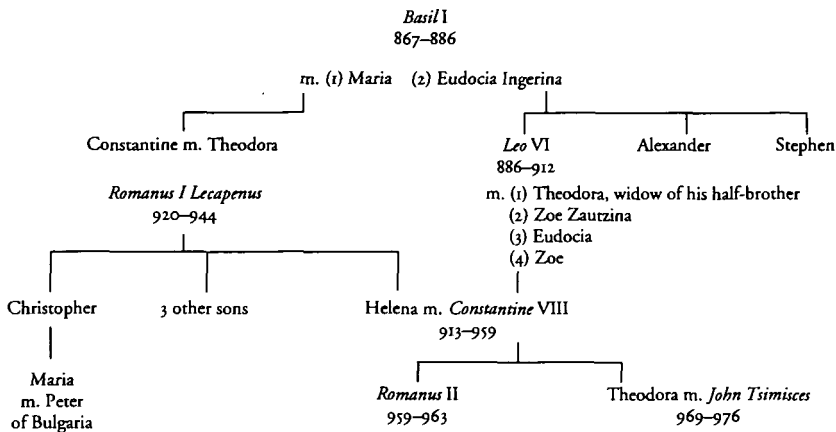 Basil I
867–886
m. (1) Maria (2) Eudocia Ingerina
Constantine m. Theodora
Leo VI
886–912
Alexander
Stephen
m. (1) Theodora, widow of his half-brother
(2) Zoe Zautzina
(3) Eudocia
(4) Zoe
Romanus I Lecapenus
920–944
Christopher
3 other sons
Helena m. Constantine VIII
913–959
Maria
m. Peter
of Bulgaria
Romanus II
959–963
Theodora m. John Tsimisces
969–976